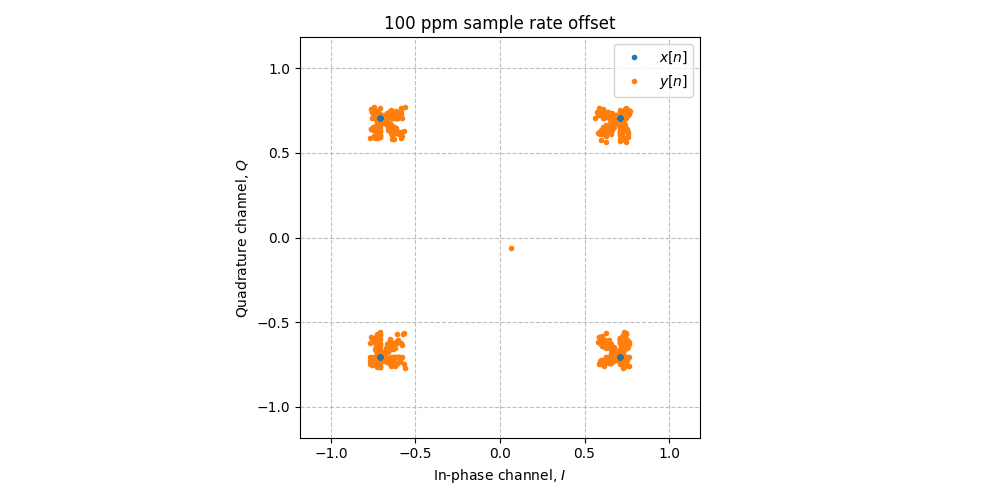 100 ppm sample rate offset
x[n]
y[n]
1.0
0.5
0.0
−0.5
−1.0
Quadrature channel, Q
−1.0 −0.5 0.0 0.5 1.0
In-phase channel, I